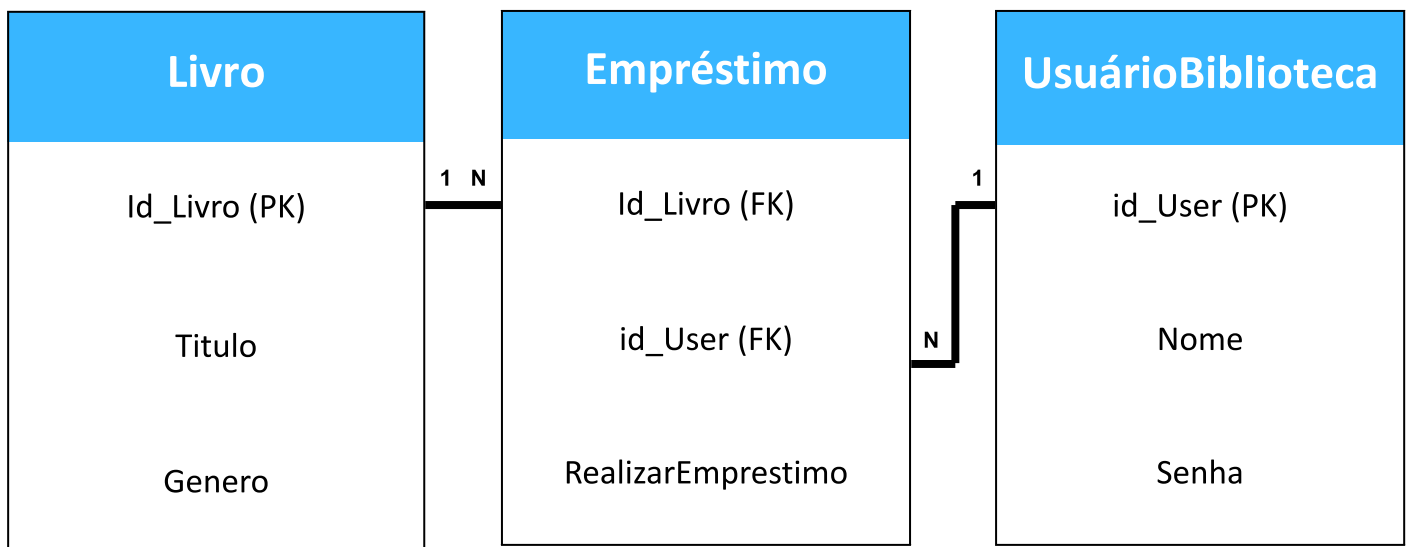 Livro
Id_Livro (PK)
Titulo
Genero
1 N
Empréstimo
Id_Livro (FK)
id_User (FK)
RealizarEmprestimo
1
N
UsuárioBiblioteca
id_User (PK)
Nome
Senha